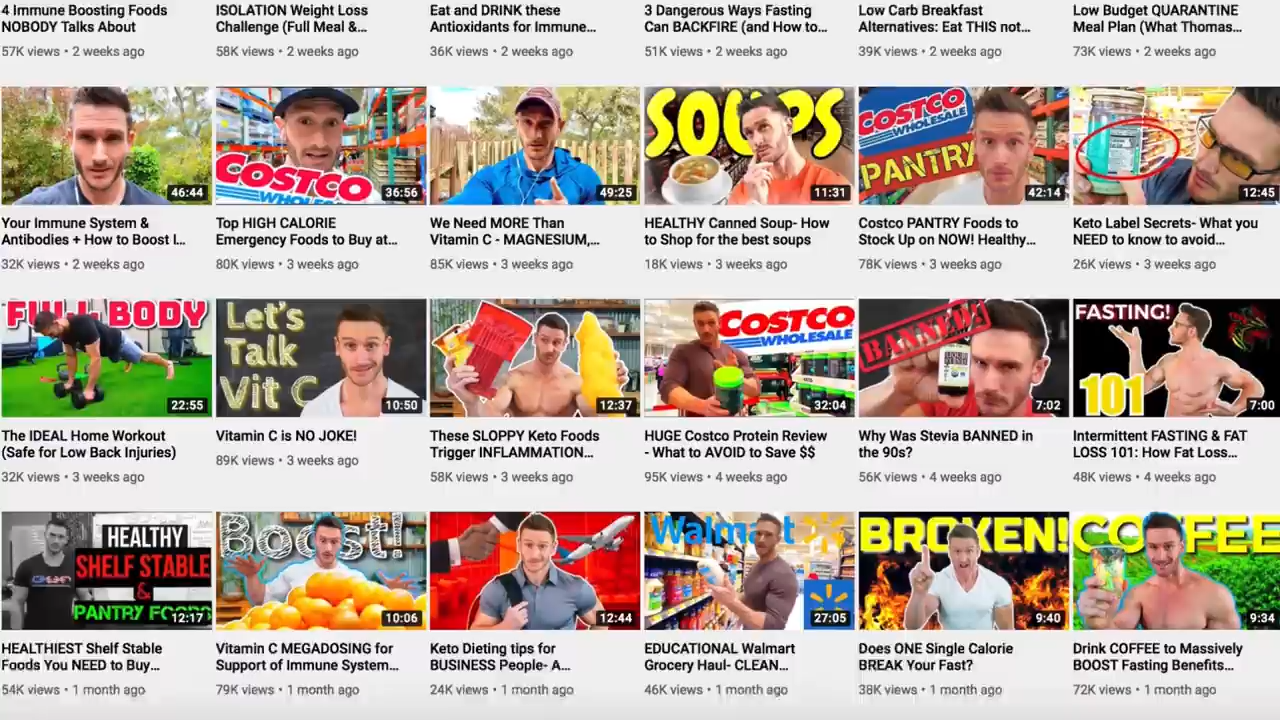 4 Immune Boosting Foods
NOBODY Talks About
57K views • 2 weeks ago
ISOLATION Weight Loss
Challenge (Full Meal &...
58K views • 2 weeks ago
Eat and DRINK these
Antioxidants for Immune...
36K views • 2 weeks ago
3 Dangerous Ways Fasting
Can BACKFIRE (and How to...
51K views • 2 weeks ago
Low Carb Breakfast
Alternatives: Eat THIS not...
39K views • 2 weeks ago
Low Budget QUARANTINE
Meal Plan (What Thomas...
73K views • 2 weeks ago
46:44
Your Immune System &
Antibodies + How to Boost I...
32K views • 2 weeks ago
COSTCO
WHOLESALE
36:56
Top HIGH CALORIE
Emergency Foods to Buy at...
80K views • 3 weeks ago
49:25
We Need MORE Than
Vitamin C - MAGNESIUM,...
85K views • 3 weeks ago
SOUPS
11:31
HEALTHY Canned Soup- How
to Shop for the best soups
18K views • 3 weeks ago
COSTCO
WHOLESALE
PANTRY
42:14
Costco PANTRY Foods to
Stock Up on NOW! Healthy...
78K views • 3 weeks ago
12:45
Keto Label Secrets- What you
NEED to know to avoid...
26K views • 3 weeks ago
FULL BODY
22:55
The IDEAL Home Workout
(Safe for Low Back Injuries)
32K views • 3 weeks ago
Let's
Talk
Vit C
10:50
Vitamin C is NO JOKE!
89K views • 3 weeks ago
12:37
These SLOPPY Keto Foods
Trigger INFLAMMATION...
58K views • 3 weeks ago
COSTCO
WHOLESALE
32:04
HUGE Costco Protein Review
- What to AVOID to Save $$
95K views • 4 weeks ago
BANNED
7:02
Why Was Stevia BANNED in
the 90s?
56K views • 4 weeks ago
FASTING!
101
7:00
Intermittent FASTING & FAT
LOSS 101: How Fat Loss...
48K views • 4 weeks ago
HEALTHY
SHELF STABLE
&
PANTRY FOODS
12:17
HEALTHIEST Shelf Stable
Foods You NEED to Buy...
54K views • 1 month ago
Boost!
10:06
Vitamin C MEGADOSING for
Support of Immune System...
79K views • 1 month ago
12:44
Keto Dieting tips for
BUSINESS People- A...
24K views • 1 month ago
Walmart
27:05
EDUCATIONAL Walmart
Grocery Haul- CLEAN...
46K views • 1 month ago
BROKEN!
9:40
Does ONE Single Calorie
BREAK Your Fast?
38K views • 1 month ago
COFFEE
9:34
Drink COFFEE to Massively
BOOST Fasting Benefits...
72K views • 1 month ago